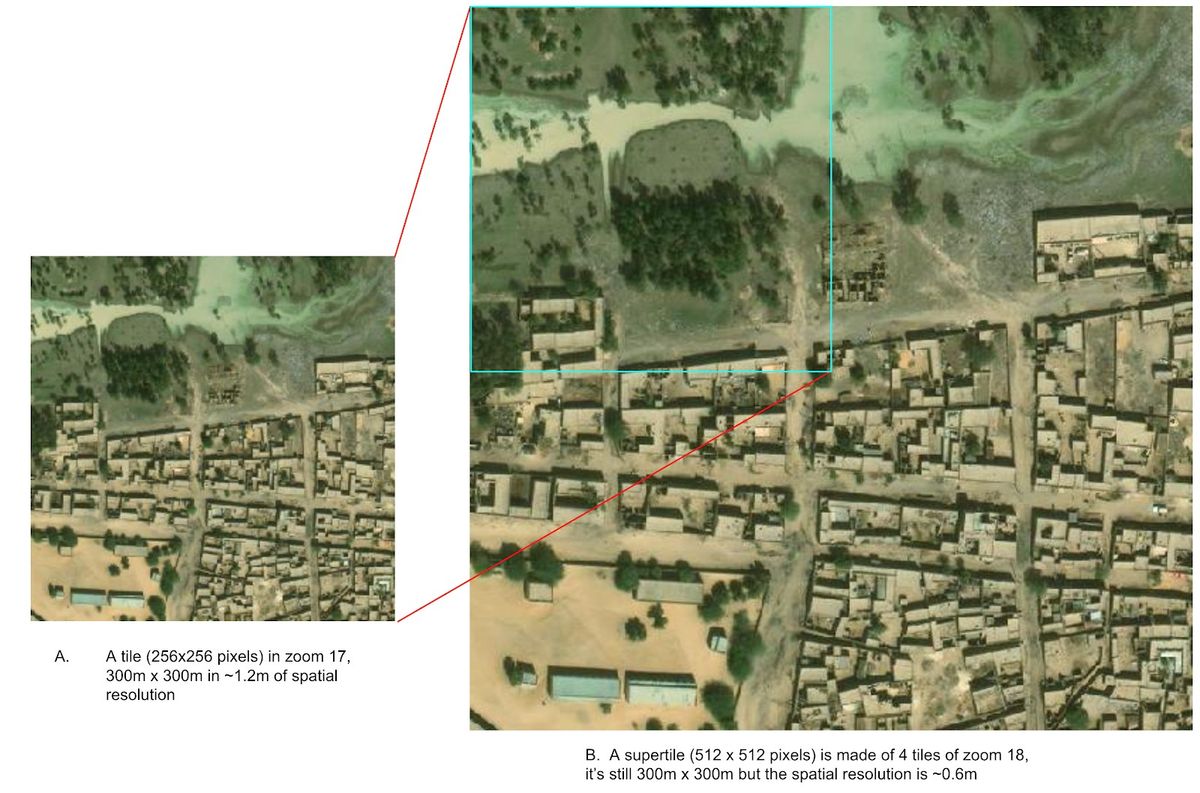 A. A tile (256x256 pixels) in zoom 17,
300m x 300m in ~1.2m of spatial
resolution
B. A supertile (512 x 512 pixels) is made of 4 tiles of zoom 18,
it's still 300m x 300m but the spatial resolution is ~0.6m